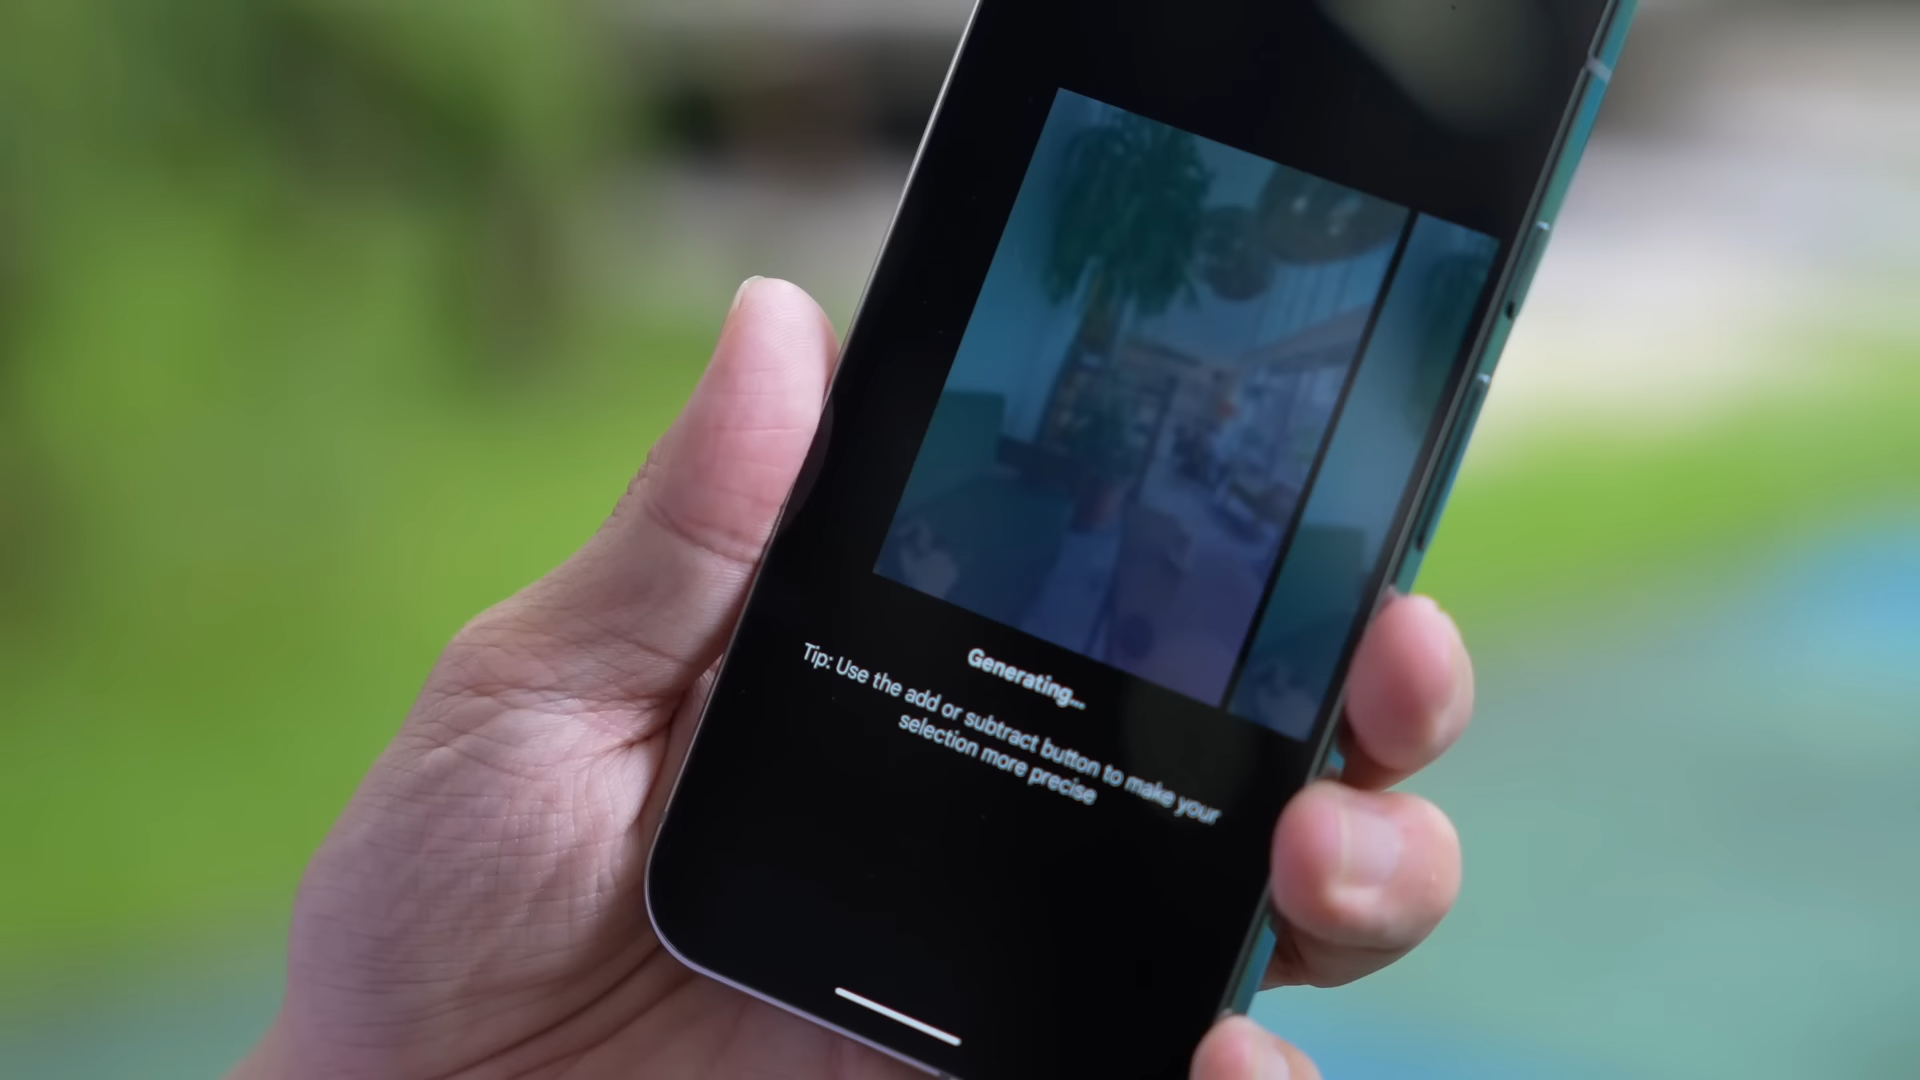 Generating...
Tip: Use the add or subtract button to make your
selection more precise